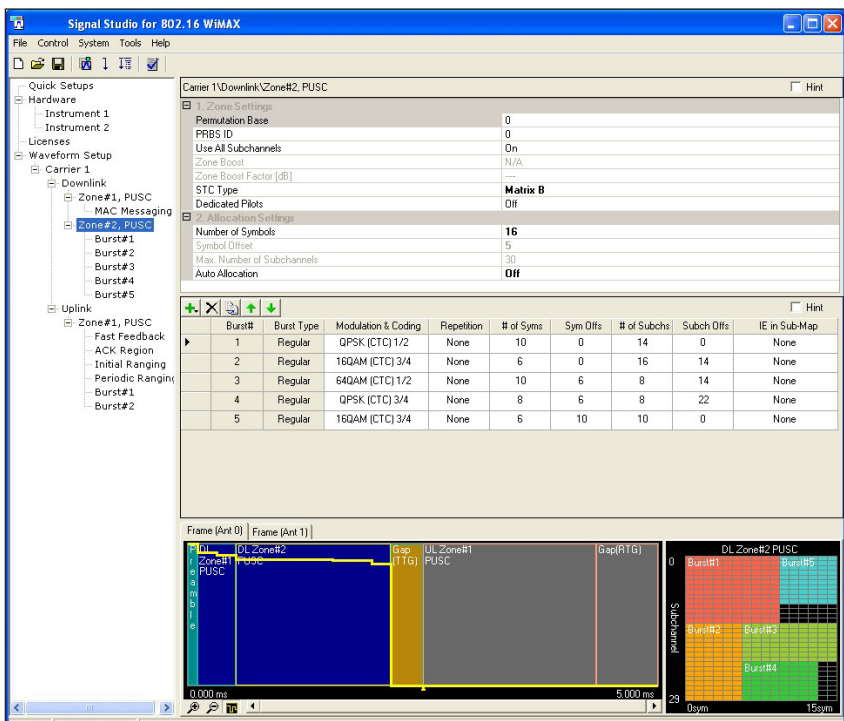 Signal Studio for 802.16 WiMAX
File Control System Tools Help
Quick Setups
Hardware
Instrument 1
Instrument 2
Licenses
Waveform Setup
Carrier 1
Downlink
Zone#1, PUSC
MAC Messaging
Zone#2, PUSC
Burst#1
Burst#2
Burst#3
Burst#4
Burst#5
Uplink
Zone#1, PUSC
Fast Feedback
ACK Region
Initial Ranging
Periodic Ranging
Burst#1
Burst#2
Carrier 1\Downlink\Zone#2, PUSC Hint
1. Zone Settings
Permutation Base 0
PRBS ID 0
Use All Subchannels On
Zone Boost N/A
Zone Boost Factor [dB] ---
STC Type Matrix B
Dedicated Pilots Off
2. Allocation Settings
Number of Symbols 16
Symbol Offset 5
Max. Number of Subchannels 30
Auto Allocation Off
Hint
Burst# Burst Type Modulation & Coding Repetition # of Syms Sym Offs # of Subchs Subch Offs IE in Sub-Map
1 Regular QPSK (CTC) 1/2 None 10 0 14 0 None
2 Regular 16QAM (CTC) 3/4 None 6 0 16 14 None
3 Regular 64QAM (CTC) 1/2 None 10 6 8 14 None
4 Regular QPSK (CTC) 3/4 None 8 6 8 22 None
5 Regular 16QAM (CTC) 3/4 None 6 10 10 0 None
Frame (Ant 0) Frame (Ant 1)
Preamble
DL Zone#1 PUSC
DL Zone#2 PUSC
Gap (TTG)
UL Zone#1 PUSC
Gap(RTG)
0.000 ms 5.000 ms
DL Zone#2 PUSC
0
Subchannel
29
Burst#1 Burst#5
Burst#2 Burst#3
Burst#4
0sym 15sym